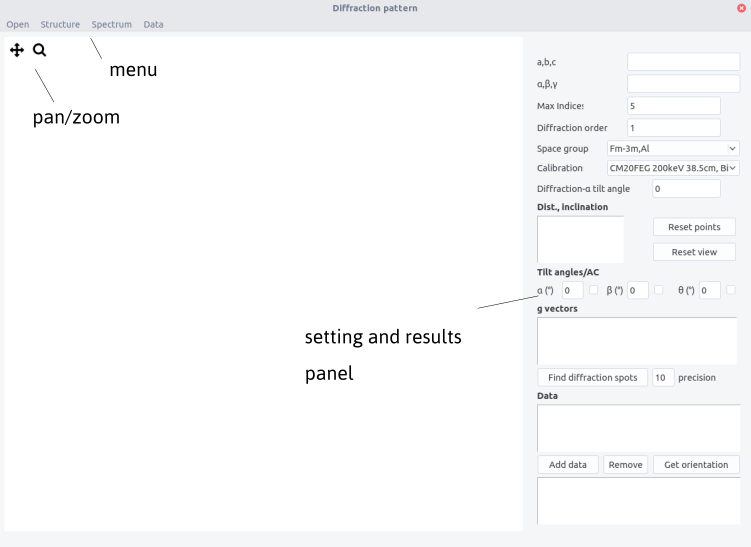 Diffraction pattern
Open Structure Spectrum Data
menu
pan/zoom
a,b,c
α,β,γ
Max Indices 5
Diffraction order 1
Space group Fm-3m,Al
Calibration CM20FEG 200keV 38.5cm, Bi
Diffraction-α tilt angle 0
Dist., inclination
Reset points
Reset view
Tilt angles/AC
α (°) 0 β (°) 0 θ (°) 0
g vectors
setting and results
panel
Find diffraction spots 10 precision
Data
Add data Remove Get orientation